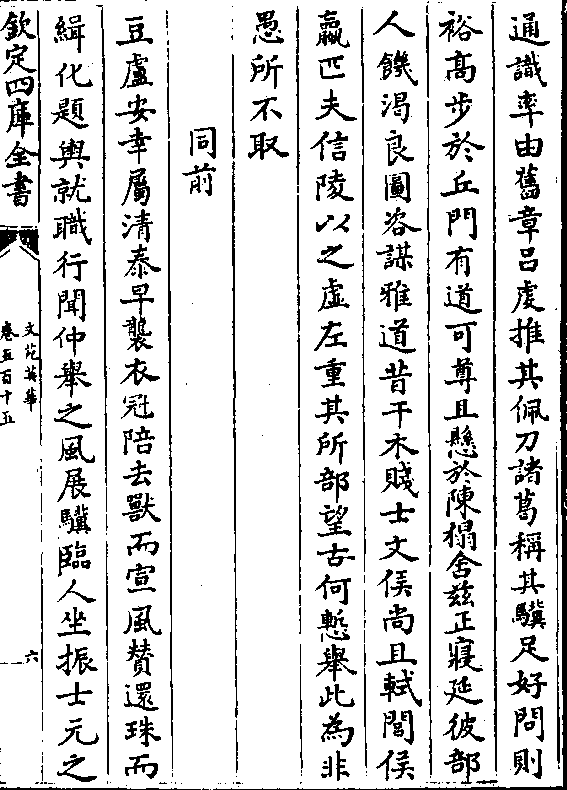 通識率由舊章吕䖍推其佩刀諸葛稱其驥足好問則
裕髙步於丘門有道可尊且懸於陳榻舍兹正寢延彼部
人饑渇良圖咨謀雅道昔干木賤士文侯尚且軾閭侯
嬴匹夫信陵以之虚左重其所部望古何慙舉此為非
愚所不取
同前
豆盧安幸屬清泰早襲衣冠陪去獸而宣風賛還珠而
緝化題輿就職行聞仲舉之風展驥臨人坐振士元之
欽定四庫全書
文苑英華
卷五百十五
六